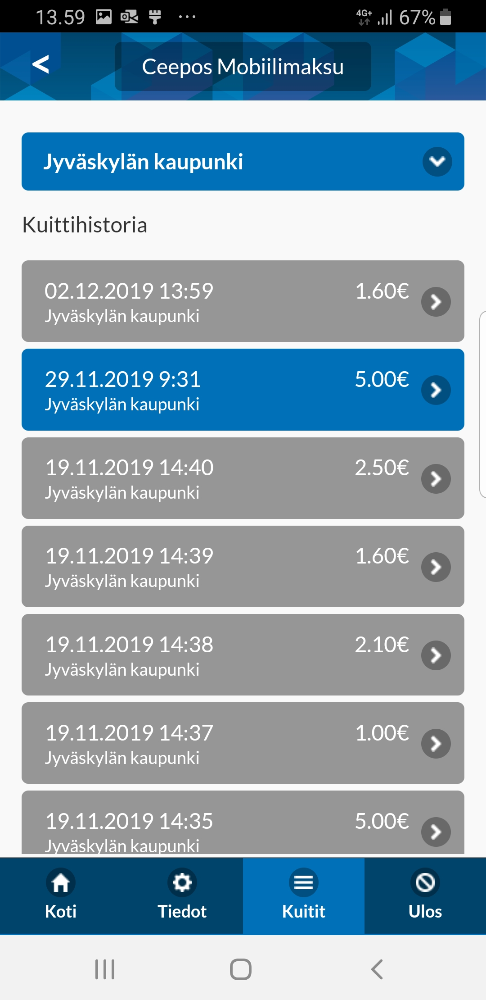 13.59 4G+ 67%
Ceepos Mobiilimaksu
Jyväskylän kaupunki
Kuittihistoria
02.12.2019 13:59 1.60€
Jyväskylän kaupunki
29.11.2019 9:31 5.00€
Jyväskylän kaupunki
19.11.2019 14:40 2.50€
Jyväskylän kaupunki
19.11.2019 14:39 1.60€
Jyväskylän kaupunki
19.11.2019 14:38 2.10€
Jyväskylän kaupunki
19.11.2019 14:37 1.00€
Jyväskylän kaupunki
19.11.2019 14:35 5.00€
Jyväskylän kaupunki
Koti Tiedot Kuitit Ulos